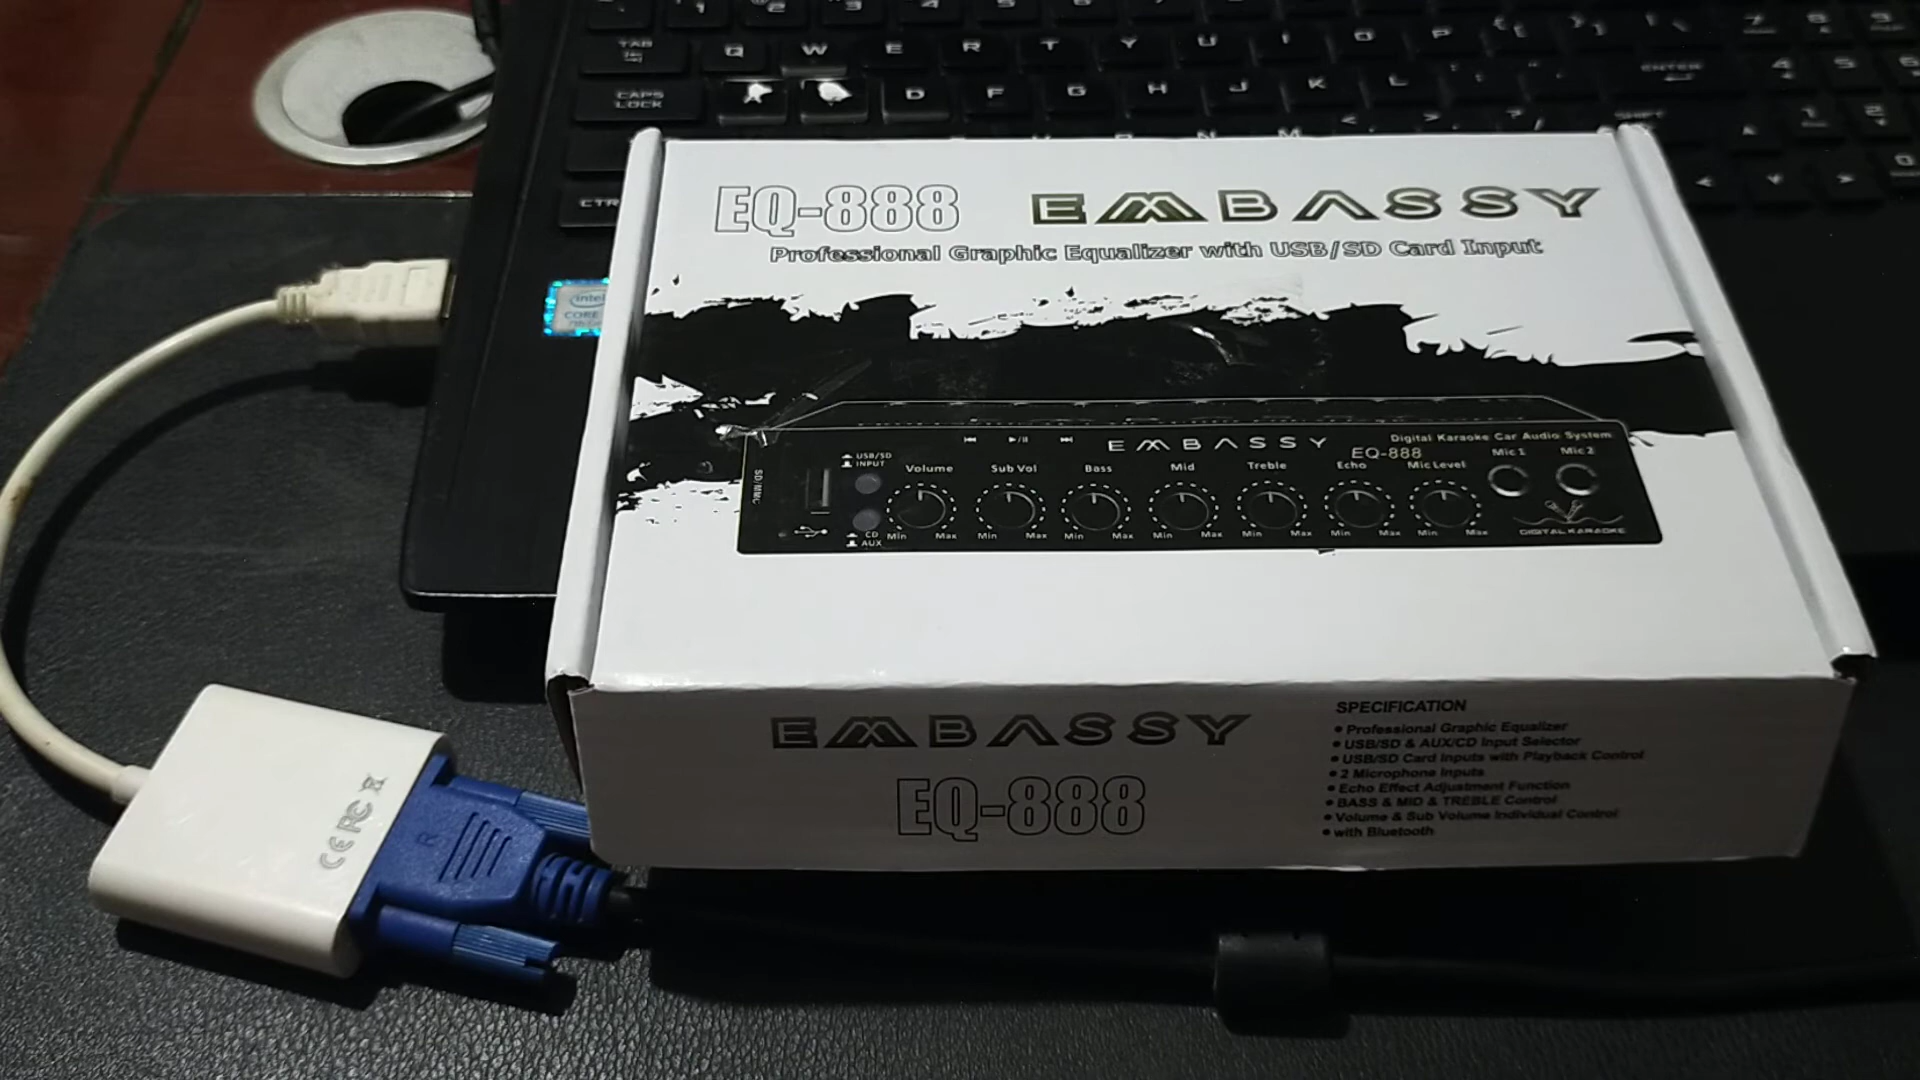 TAB
Q W E R T Y U I O P
CAPS
LOCK
D F G H J K L
ENTER
SHIFT
CTR
intel
CORE
EQ-888 EMBASSY
Professional Graphic Equalizer with USB/SD Card Input
EMBASSY EQ-888
Digital Karaoke Car Audio System
SD/MMC
USB/SD
INPUT
CD
AUX
Volume Sub Vol Bass Mid Treble Echo Mic Level Mic 1 Mic 2
Min Max Min Max Min Max Min Max Min Max Min Max Min Max
DIGITAL KARAOKE
EMBASSY
EQ-888
SPECIFICATION
• Professional Graphic Equalizer
• USB/SD & AUX/CD Input Selector
• USB/SD Card Inputs with Playback Control
• 2 Microphone Inputs
• Echo Effect Adjustment Function
• BASS & MID & TREBLE Control
• Volume & Sub Volume Individual Control
• with Bluetooth
CE FC
R